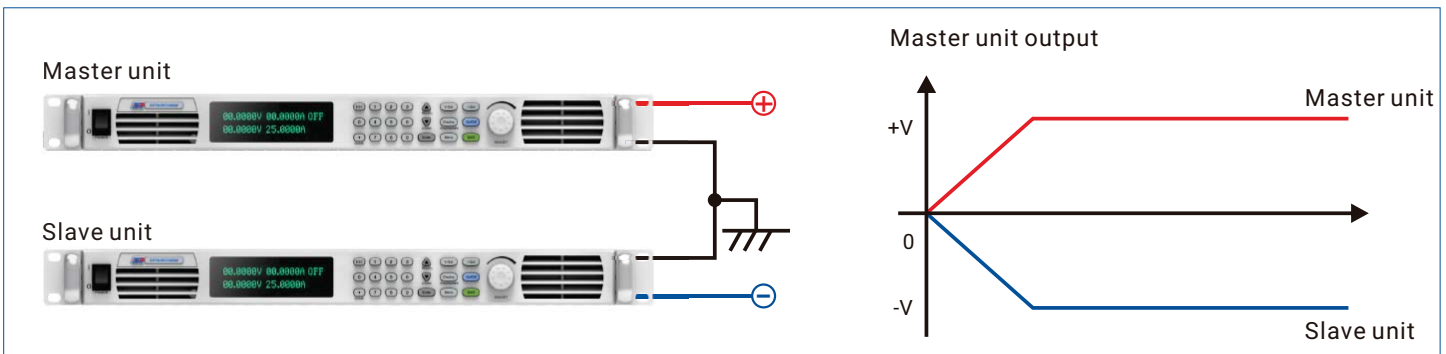 Master unit output
Master unit
Master unit
00.0000V 00.0000A OFF
00.0000V 25.0000A
+V
0
Slave unit
00.0000V 00.0000A OFF
00.0000V 25.0000A
-V
Slave unit